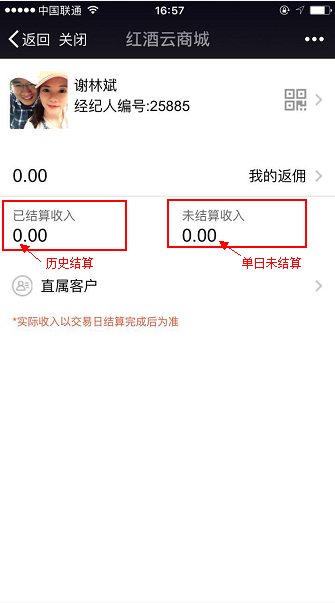 中国联通 16:57
返回 关闭 红酒云商城
谢林斌
经纪人编号:25885
0.00 我的返佣
已结算收入 未结算收入
0.00 0.00
历史结算 单日未结算
直属客户
*实际收入以交易日结算完成后为准